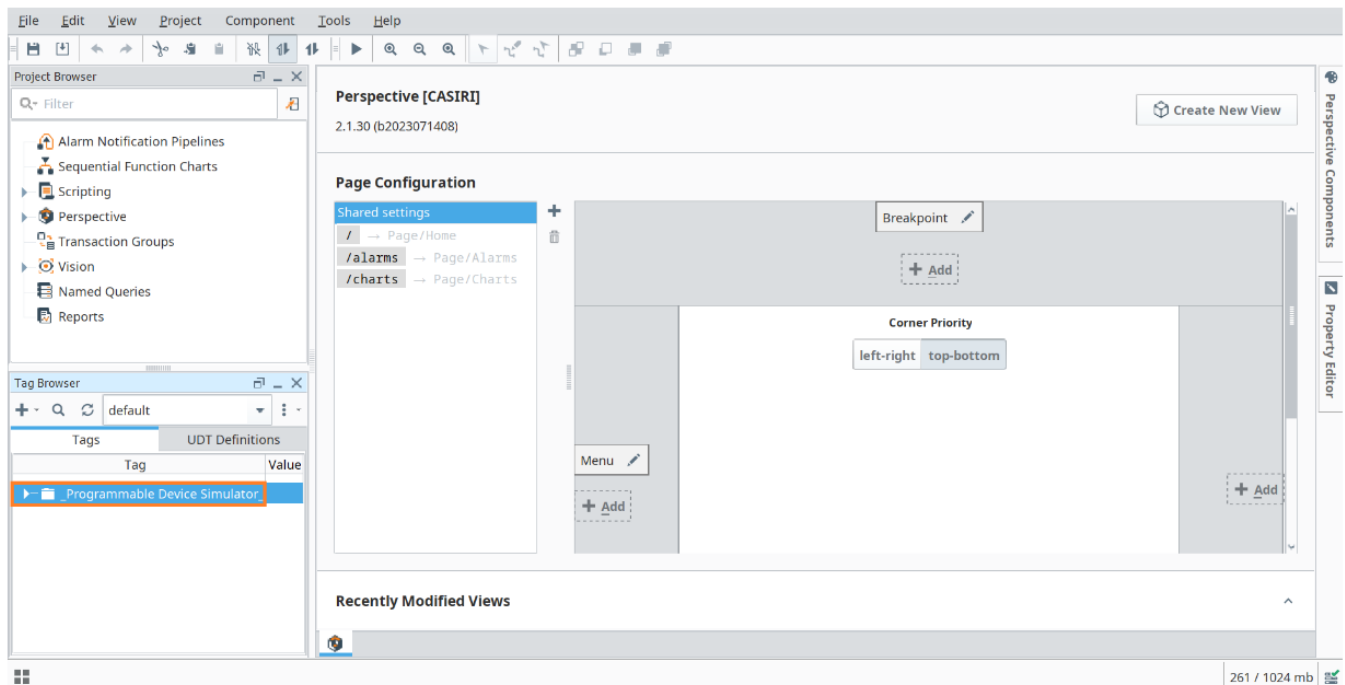 File Edit View Project Component Tools Help
Project Browser
Filter
Alarm Notification Pipelines
Sequential Function Charts
Scripting
Perspective
Transaction Groups
Vision
Named Queries
Reports
Tag Browser
default
Tags UDT Definitions
Tag Value
_Programmable Device Simulator_
Perspective [CASIRI]
2.1.30 (b2023071408)
Create New View
Page Configuration
Shared settings
/ → Page/Home
/alarms → Page/Alarms
/charts → Page/Charts
Breakpoint
Add
Corner Priority
left-right top-bottom
Menu
Add
Add
Recently Modified Views
Perspective Components
Property Editor
261 / 1024 mb